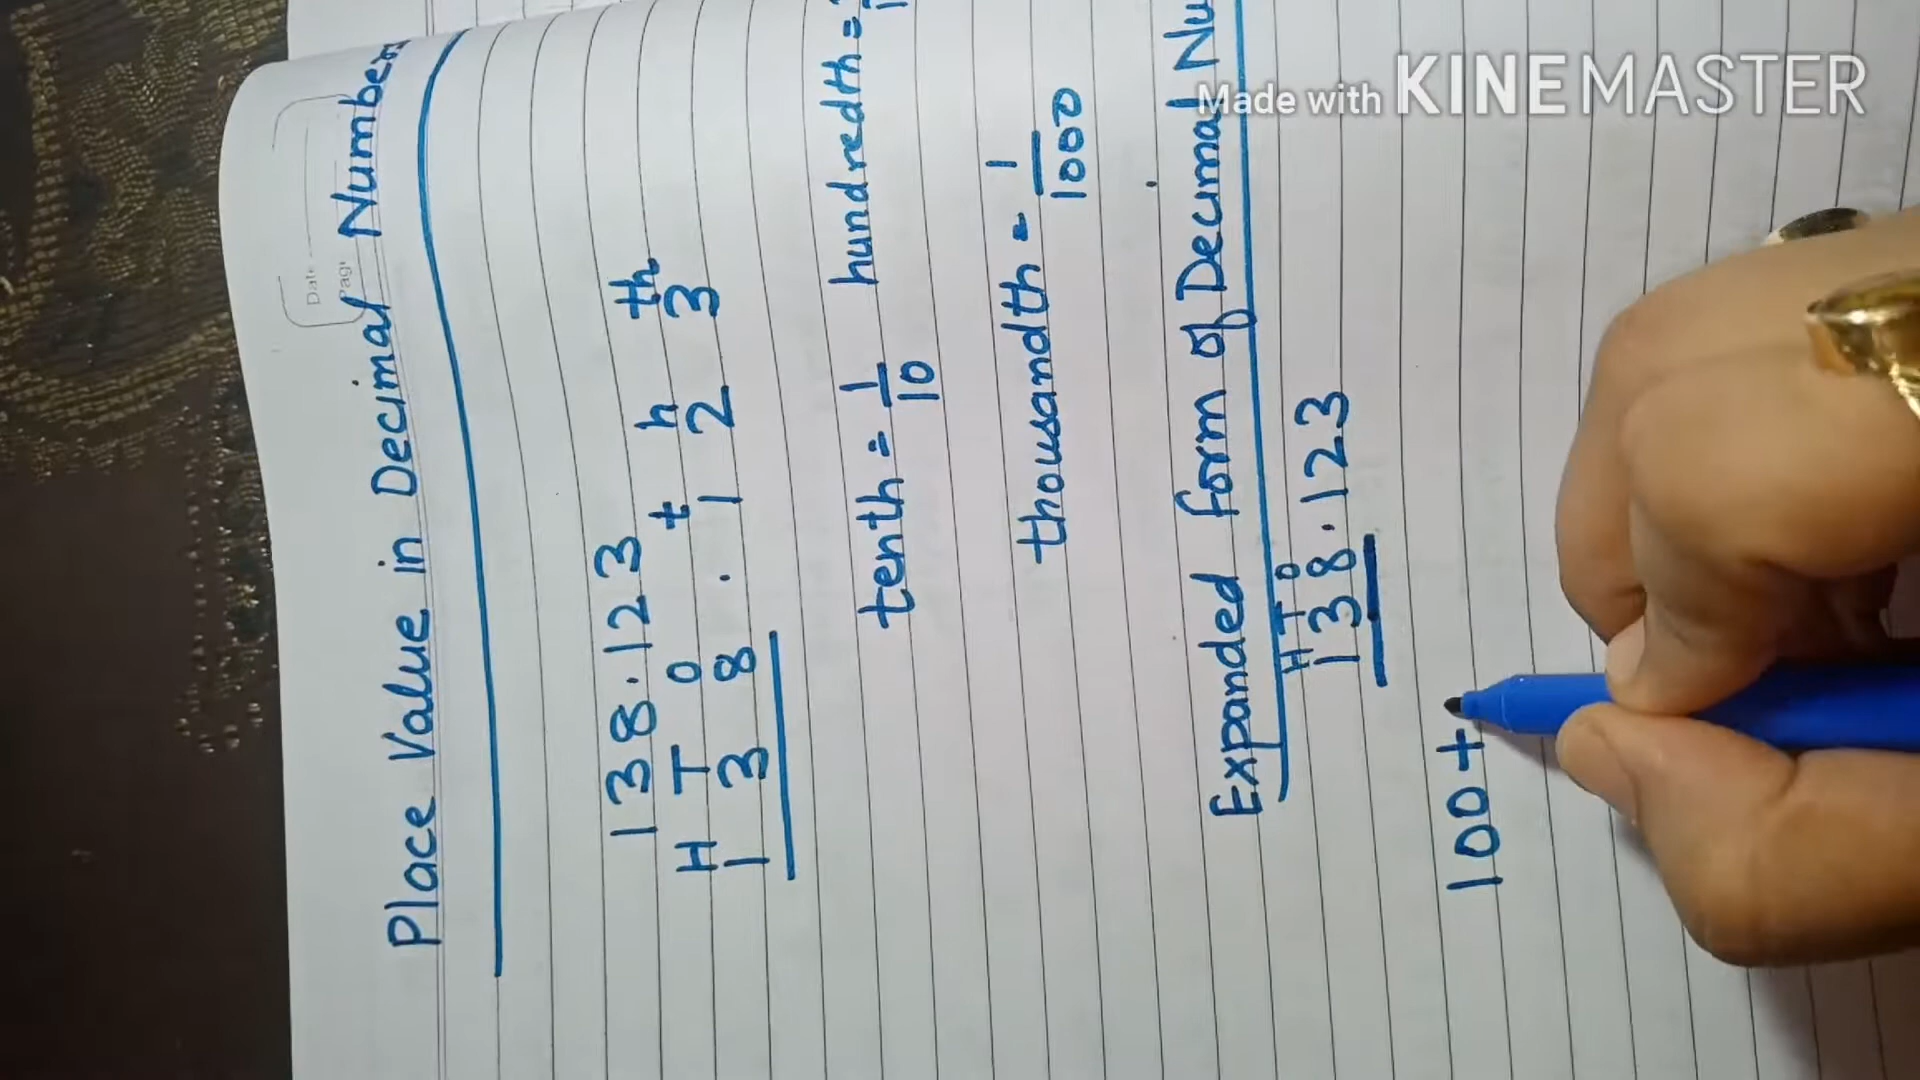 Date
Page
Place Value in Decimal Numbers
138.123
H T O t h th
1 3 8 . 1 2 3
tenth = 1/10 hundredth =
thousandth = 1/1000
Expanded form of Decimal
H T O
138.123
100+
Made with KINEMASTER